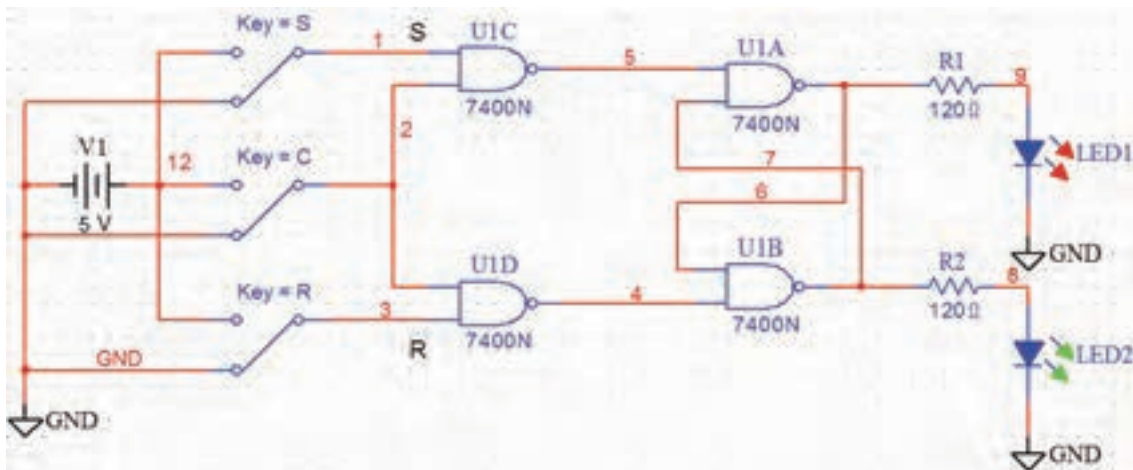 Key = S
1
S
U1C
7400N
5
U1A
7400N
R1
120Ω
9
LED1
GND
2
V1
5 V
12
Key = C
7
6
U1B
7400N
R2
120Ω
8
LED2
GND
Key = R
3
R
U1D
7400N
4
GND
GND